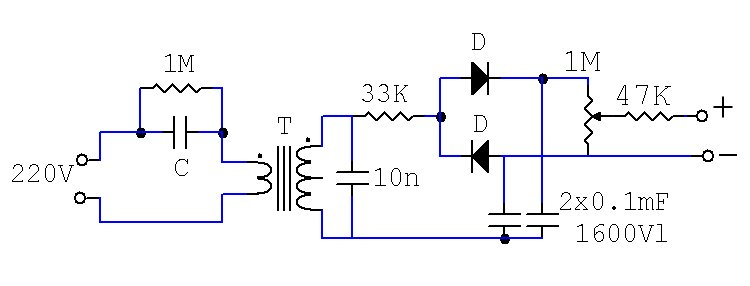 D
1M
1M
33K
47K
+
T
D
220V
C
10n
−
2x0.1mF
1600Vl